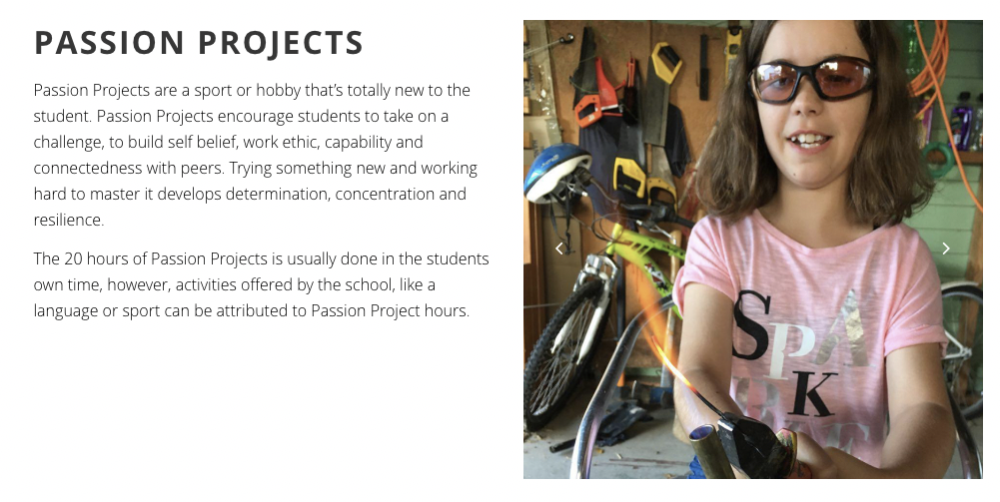 PASSION PROJECTS
Passion Projects are a sport or hobby that’s totally new to the
student. Passion Projects encourage students to take on a
challenge, to build self belief, work ethic, capability and
connectedness with peers. Trying something new and working
hard to master it develops determination, concentration and
resilience.
The 20 hours of Passion Projects is usually done in the students
own time, however, activities offered by the school, like a
language or sport can be attributed to Passion Project hours.
SPA
K